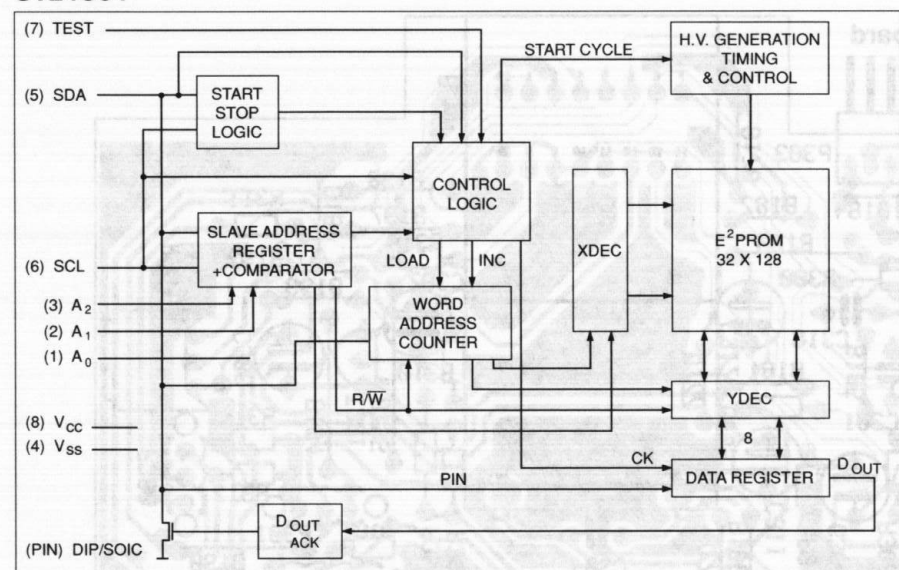 (7) TEST
START CYCLE
H.V. GENERATION
TIMING
& CONTROL
(5) SDA
START
STOP
LOGIC
CONTROL
LOGIC
XDEC
E² PROM
32 X 128
SLAVE ADDRESS
REGISTER
+COMPARATOR
(6) SCL
LOAD
INC
(3) A₂
(2) A₁
(1) A₀
WORD
ADDRESS
COUNTER
R/W̅
YDEC
(8) VCC
(4) VSS
8
CK
PIN
DATA REGISTER
DOUT
DOUT
ACK
(PIN) DIP/SOIC